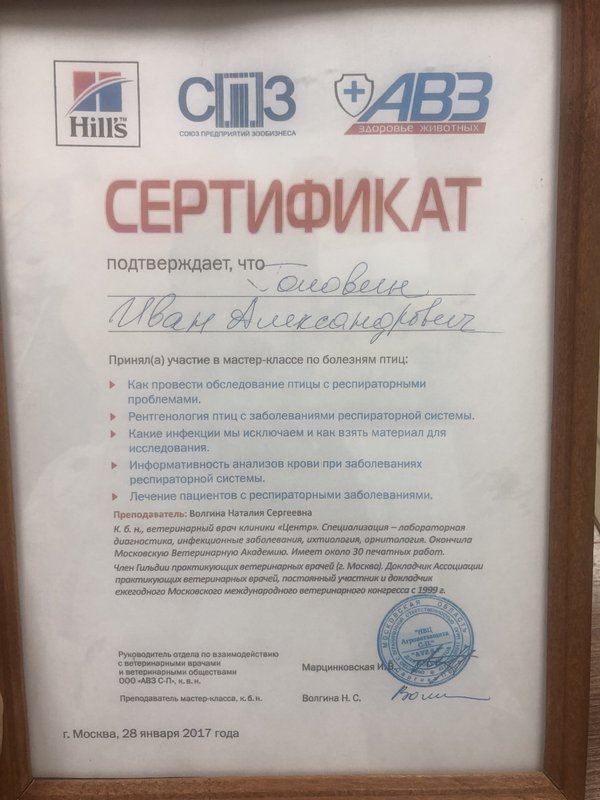 Hill's™
СПЗ
СОЮЗ ПРЕДПРИЯТИЙ ЗООБИЗНЕСА
АВЗ
ЗДОРОВЬЕ ЖИВОТНЫХ
СЕРТИФИКАТ
подтверждает, что Головин
Иван Александрович
Принял(а) участие в мастер-классе по болезням птиц:
Как провести обследование птицы с респираторными
проблемами.
Рентгенология птиц с заболеваниями респираторной системы.
Какие инфекции мы исключаем и как взять материал для
исследования.
Информативность анализов крови при заболеваниях
респираторной системы.
Лечение пациентов с респираторными заболеваниями.
Преподаватель: Волгина Наталия Сергеевна
К. б. н., ветеринарный врач клиники «Центр». Специализация – лабораторная
диагностика, инфекционные заболевания, ихтиология, орнитология. Окончила
Московскую Ветеринарную Академию. Имеет около 30 печатных работ.
Член Гильдии практикующих ветеринарных врачей (г. Москва). Докладчик Ассоциации
практикующих ветеринарных врачей, постоянный участник и докладчик
ежегодного Московского международного ветеринарного конгресса с 1999 г.
МОСКОВСКАЯ ОБЛАСТЬ
"НВЦ
Агроветзащита
С-П"
Руководитель отдела по взаимодействию
с ветеринарными врачами
и ветеринарными обществами
ООО «АВЗ С-П», к. в. н.
Марцинковская И. В.
Преподаватель мастер-класса, к. б. н.
Волгина Н. С.
г. Москва, 28 января 2017 года